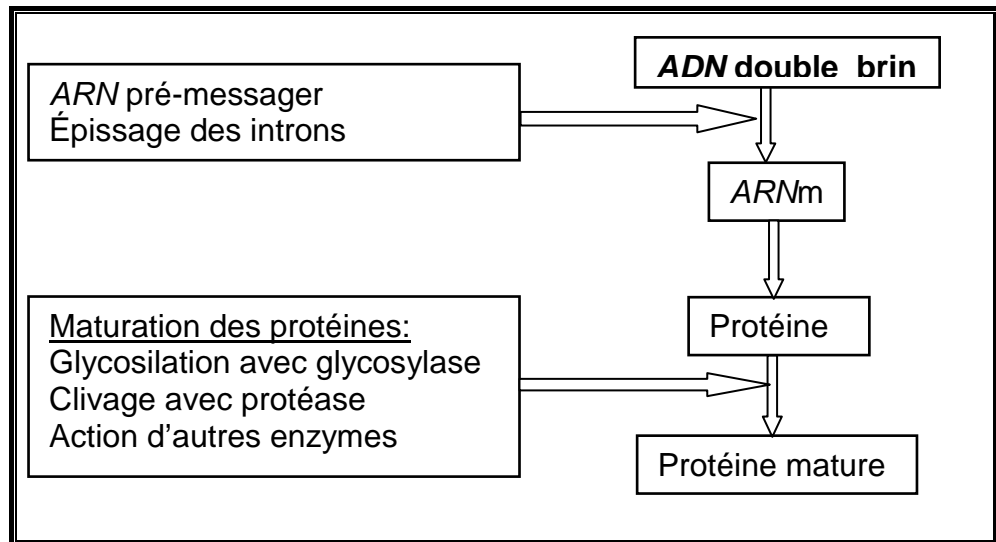 ADN double brin
ARN pré-messager
Épissage des introns
ARNm
Maturation des protéines:
Glycosilation avec glycosylase
Clivage avec protéase
Action d'autres enzymes
Protéine
Protéine mature